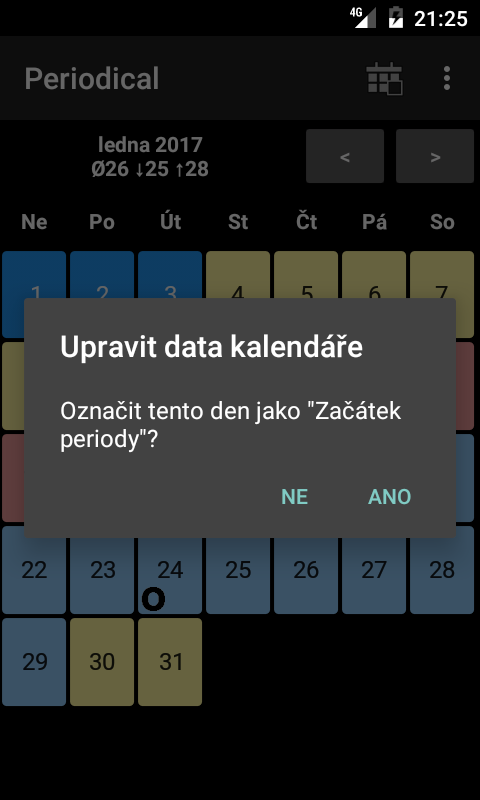 4G 21:25
Periodical
ledna 2017
Ø26 ↓25 ↑28
< >
Ne Po Út St Čt Pá So
1 2 3 4 5 6 7
Upravit data kalendáře
Označit tento den jako "Začátek
periody"?
NE ANO
22 23 24 25 26 27 28
O
29 30 31